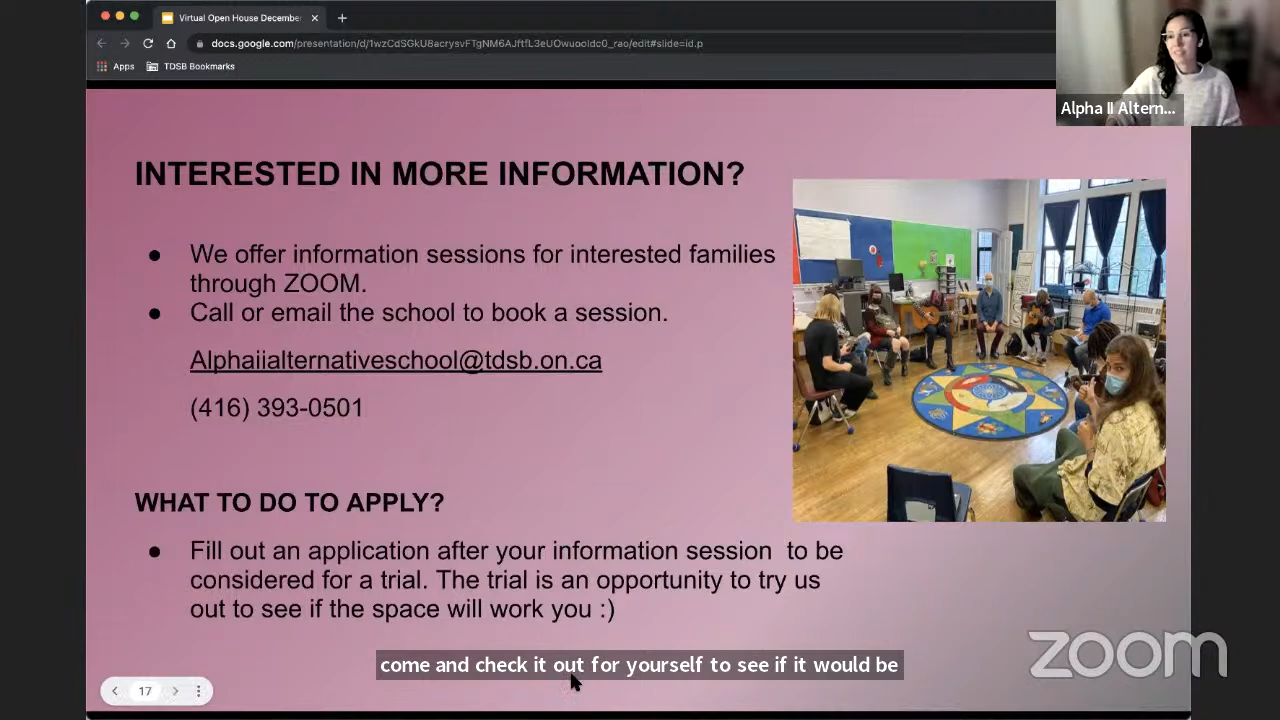 Virtual Open House December
docs.google.com/presentation/d/1wzCdSGkU8acrysvFTgNM6AJftfL3eUOwuooIdc0_rao/edit#slide=id.p
Apps TDSB Bookmarks
Alpha II Altern...
INTERESTED IN MORE INFORMATION?
● We offer information sessions for interested families
through ZOOM.
● Call or email the school to book a session.
Alphaiialternativeschool@tdsb.on.ca
(416) 393-0501
WHAT TO DO TO APPLY?
● Fill out an application after your information session to be
considered for a trial. The trial is an opportunity to try us
out to see if the space will work you :)
come and check it out for yourself to see if it would be
17
zoom